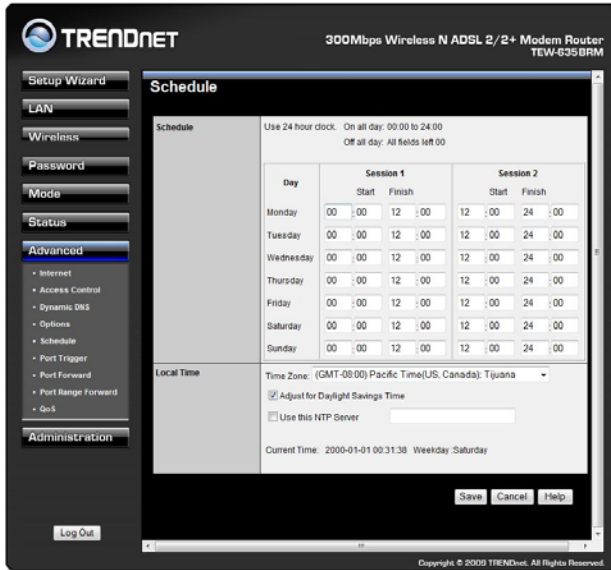 TRENDNET
300Mbps Wireless N ADSL 2/2+ Modem Router
TEW-635BRM
Setup Wizard
LAN
Wireless
Password
Mode
Status
Advanced
• Internet
• Access Control
• Dynamic DNS
• Options
• Schedule
• Port Trigger
• Port Forward
• Port Range Forward
• QoS
Administration
Log Out
Schedule
Schedule
Use 24 hour clock. On all day: 00:00 to 24:00
Off all day: All fields left 00
Day Session 1 Session 2
Start Finish Start Finish
Monday 00 : 00 12 : 00 12 : 00 24 : 00
Tuesday 00 : 00 12 : 00 12 : 00 24 : 00
Wednesday 00 : 00 12 : 00 12 : 00 24 : 00
Thursday 00 : 00 12 : 00 12 : 00 24 : 00
Friday 00 : 00 12 : 00 12 : 00 24 : 00
Saturday 00 : 00 12 : 00 12 : 00 24 : 00
Sunday 00 : 00 12 : 00 12 : 00 24 : 00
Local Time
Time Zone: (GMT-08:00) Pacific Time(US, Canada); Tijuana
Adjust for Daylight Savings Time
Use this NTP Server
Current Time: 2000-01-01 00:31:38 Weekday :Saturday
Save Cancel Help
Copyright © 2009 TRENDnet. All Rights Reserved.